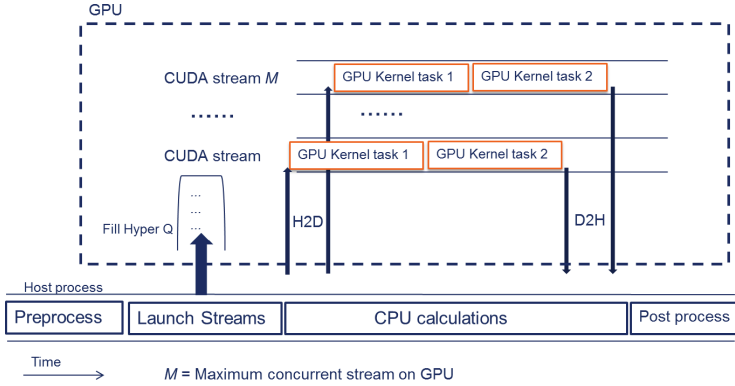 GPU
CUDA stream M
GPU Kernel task 1
GPU Kernel task 2
......
......
CUDA stream
GPU Kernel task 1
GPU Kernel task 2
...
...
...
Fill Hyper Q
H2D
D2H
Host process
Preprocess
Launch Streams
CPU calculations
Post process
Time
M = Maximum concurrent stream on GPU